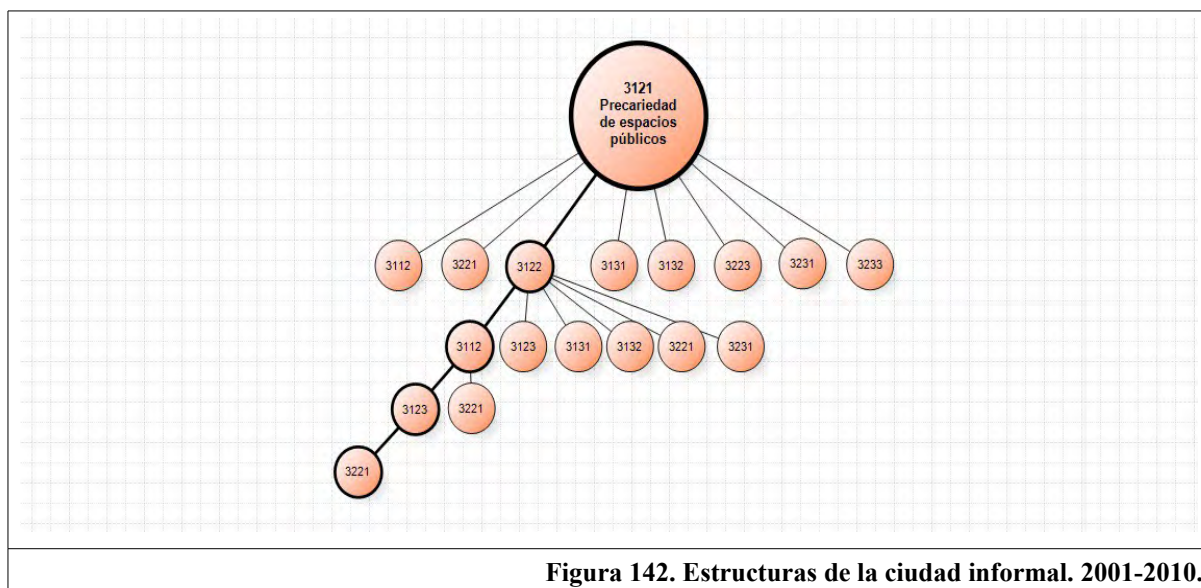 3121
Precariedad
de espacios
públicos
3112 3221 3122 3131 3132 3223 3231 3233
3112 3123 3131 3132 3221 3231
3123 3221
3221
Figura 142. Estructuras de la ciudad informal. 2001-2010.